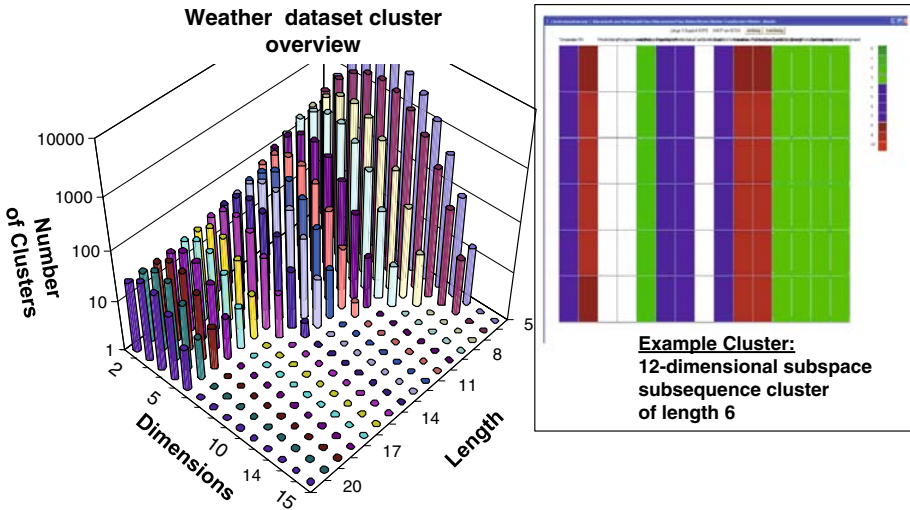 Weather dataset cluster
overview
10000
1000
100
10
1
Number
of Clusters
2
5
10
14
15
Dimensions
20
17
14
11
8
5
Length
Example Cluster:
12-dimensional subspace
subsequence cluster
of length 6